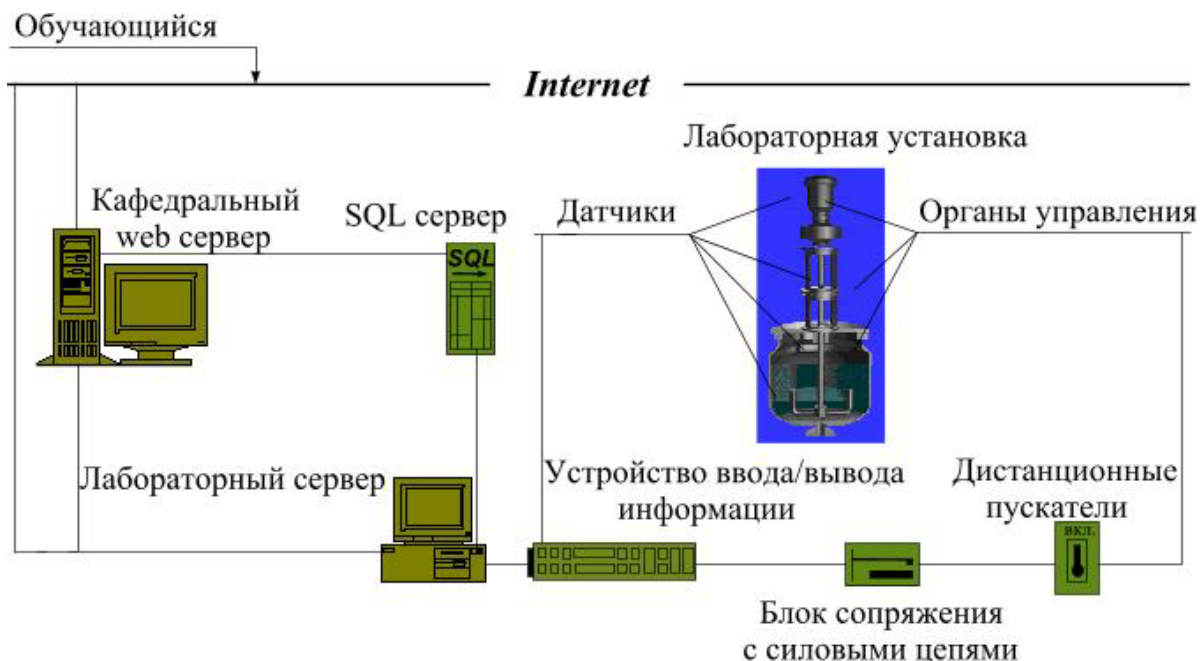 Обучающийся
Internet
Лабораторная установка
Кафедральный
web сервер
SQL сервер
Датчики
Органы управления
SQL
Лабораторный сервер
Устройство ввода/вывода
информации
Дистанционные
пускатели
ВКЛ.
Блок сопряжения
с силовыми цепями